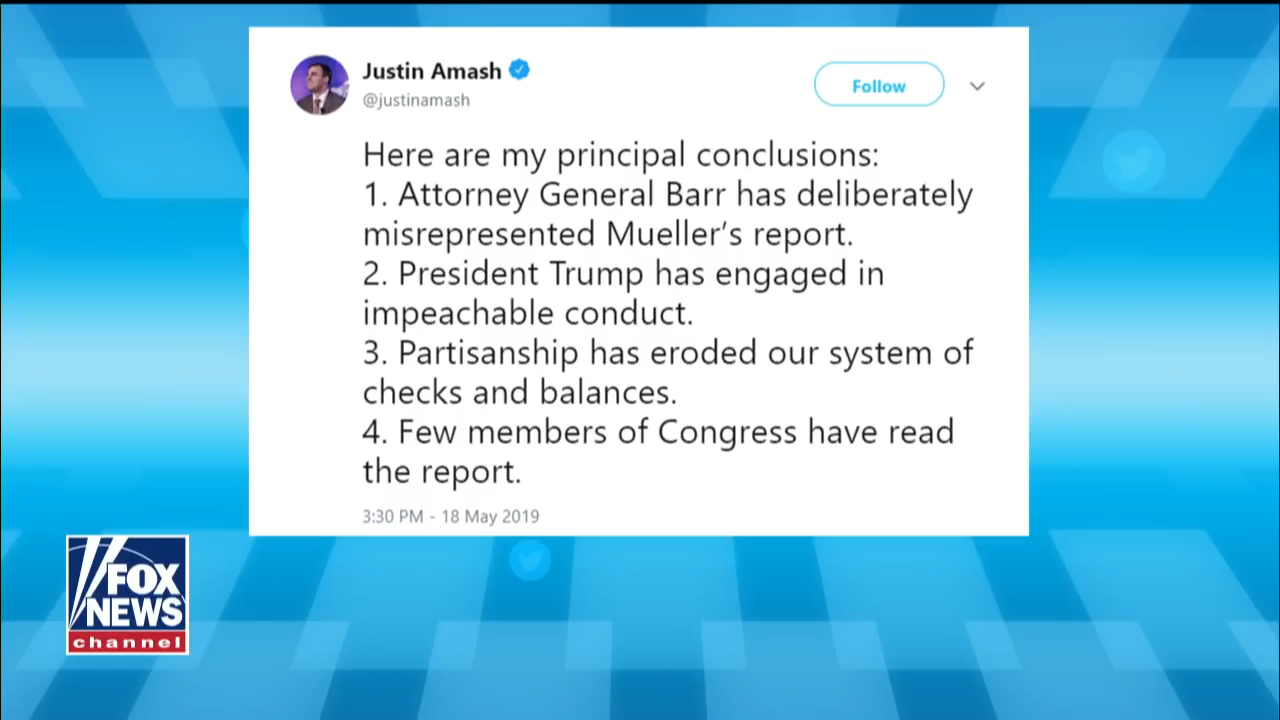 Justin Amash
@justinamash
Follow
Here are my principal conclusions:
1. Attorney General Barr has deliberately
misrepresented Mueller’s report.
2. President Trump has engaged in
impeachable conduct.
3. Partisanship has eroded our system of
checks and balances.
4. Few members of Congress have read
the report.
3:30 PM - 18 May 2019
FOX
NEWS
channel